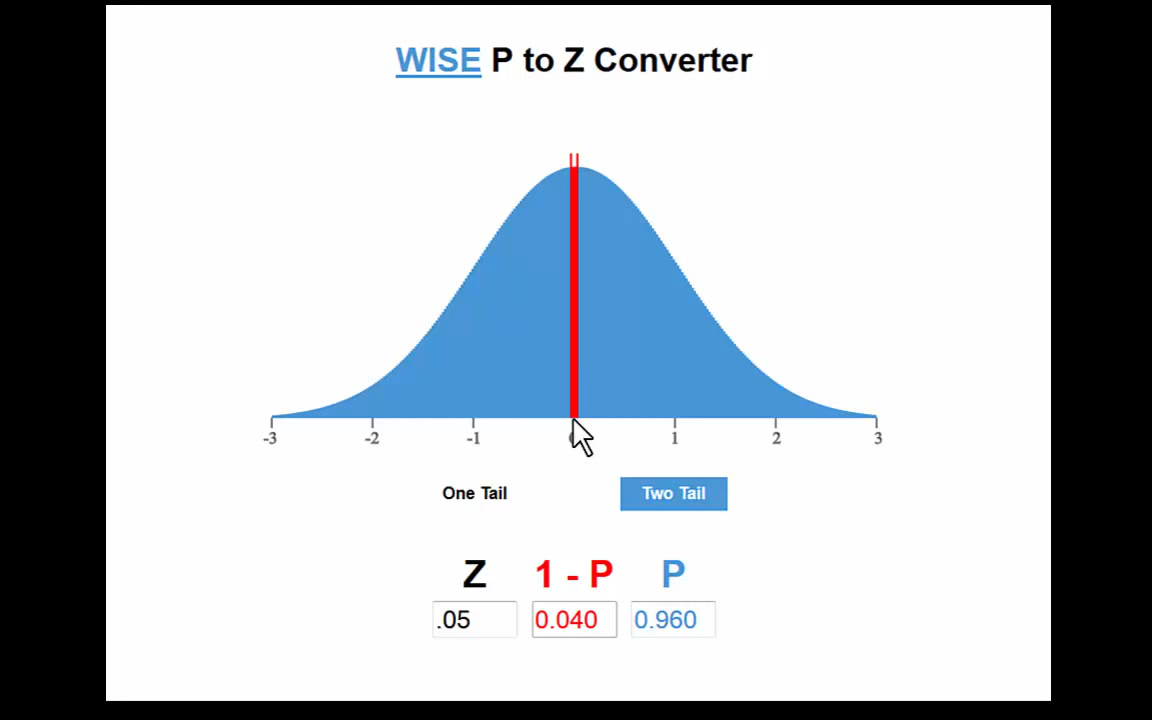 WISE P to Z Converter
-3 -2 -1 1 2 3
One Tail Two Tail
Z 1 - P P
.05 0.040 0.960